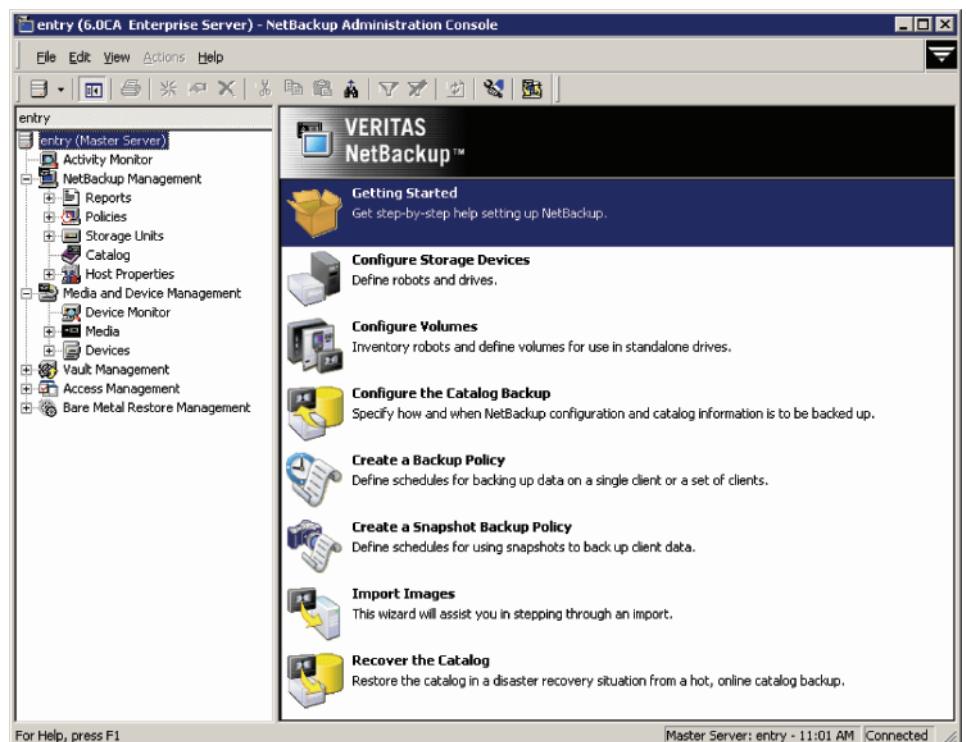 entry (6.0CA Enterprise Server) - NetBackup Administration Console
File Edit View Actions Help
entry
entry (Master Server)
Activity Monitor
NetBackup Management
Reports
Policies
Storage Units
Catalog
Host Properties
Media and Device Management
Device Monitor
Media
Devices
Vault Management
Access Management
Bare Metal Restore Management
VERITAS
NetBackup™
Getting Started
Get step-by-step help setting up NetBackup.
Configure Storage Devices
Define robots and drives.
Configure Volumes
Inventory robots and define volumes for use in standalone drives.
Configure the Catalog Backup
Specify how and when NetBackup configuration and catalog information is to be backed up.
Create a Backup Policy
Define schedules for backing up data on a single client or a set of clients.
Create a Snapshot Backup Policy
Define schedules for using snapshots to back up client data.
Import Images
This wizard will assist you in stepping through an import.
Recover the Catalog
Restore the catalog in a disaster recovery situation from a hot, online catalog backup.
For Help, press F1
Master Server: entry - 11:01 AM Connected